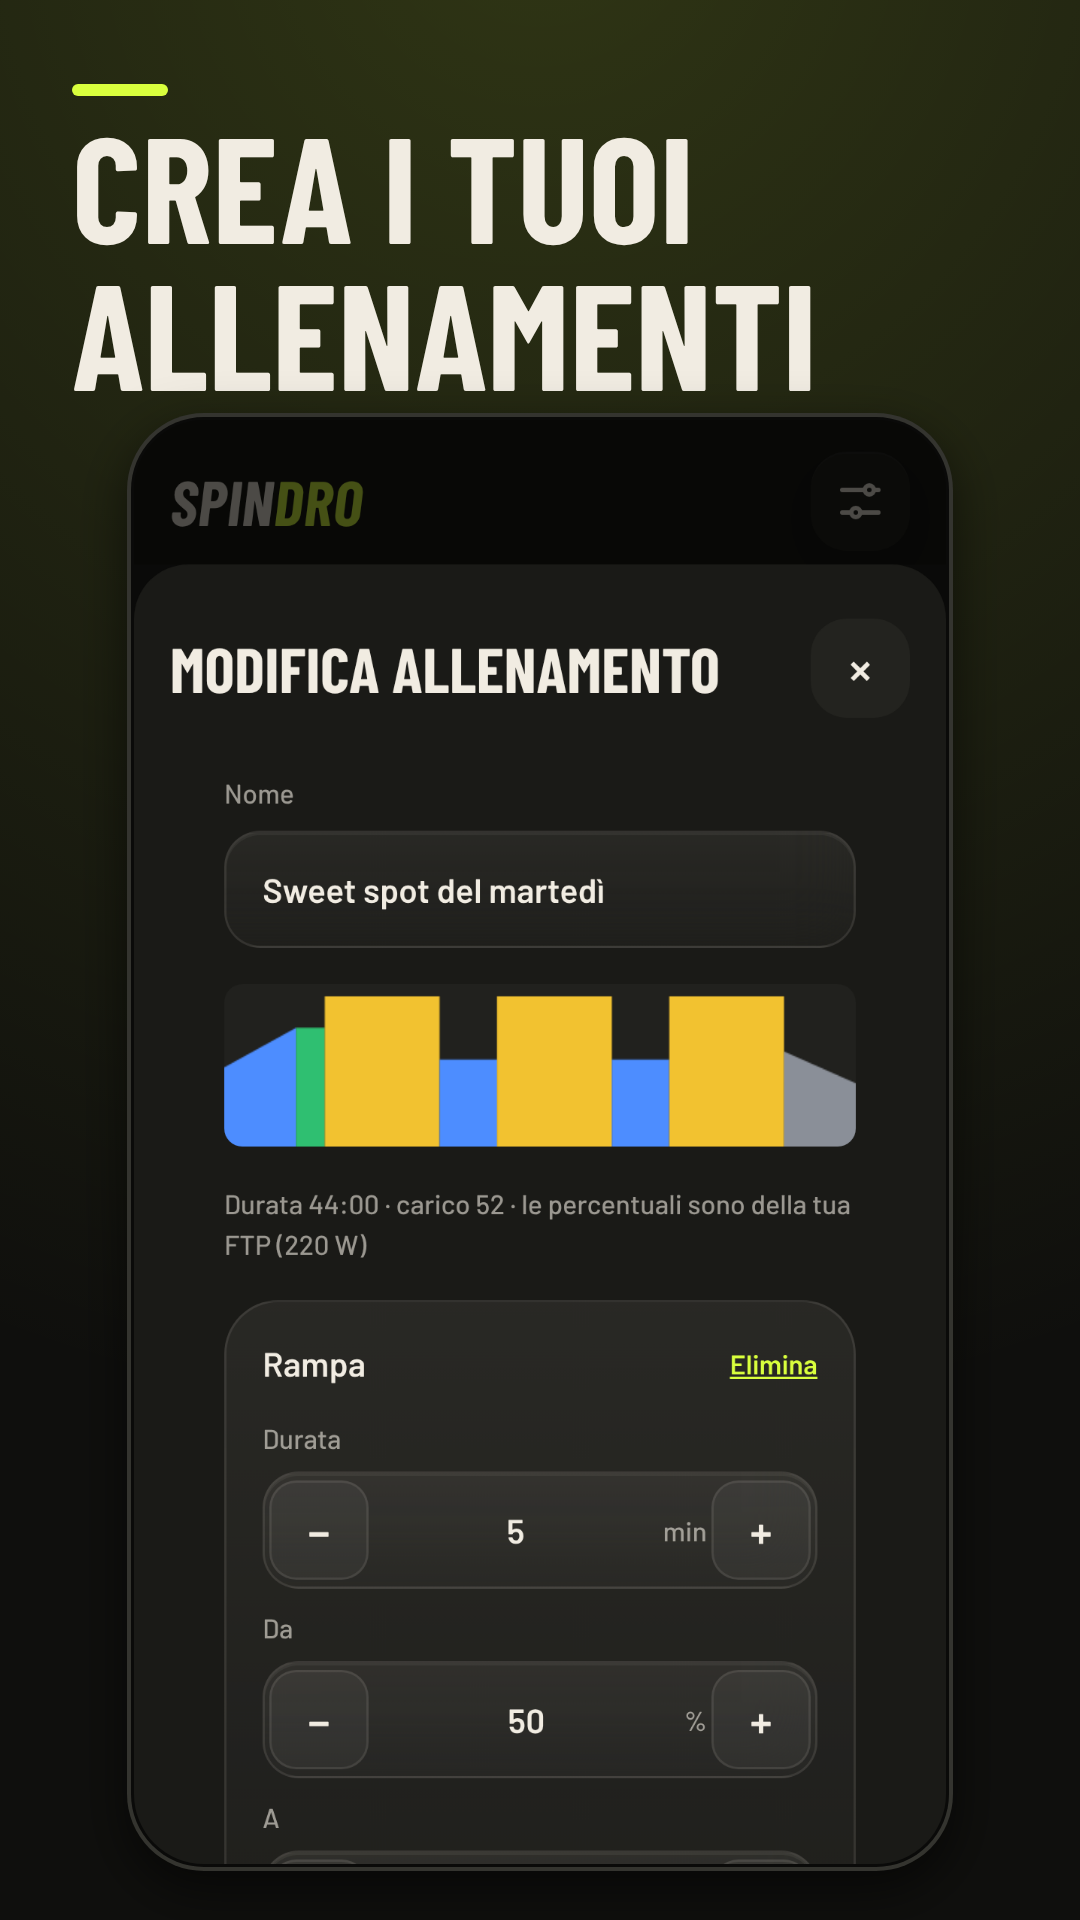 CREA I TUOI
ALLENAMENTI
SPINDRO
MODIFICA ALLENAMENTO
×
Nome
Sweet spot del martedì
Durata 44:00 · carico 52 · le percentuali sono della tua
FTP (220 W)
Rampa Elimina
Durata
− 5 min +
Da
− 50 % +
A